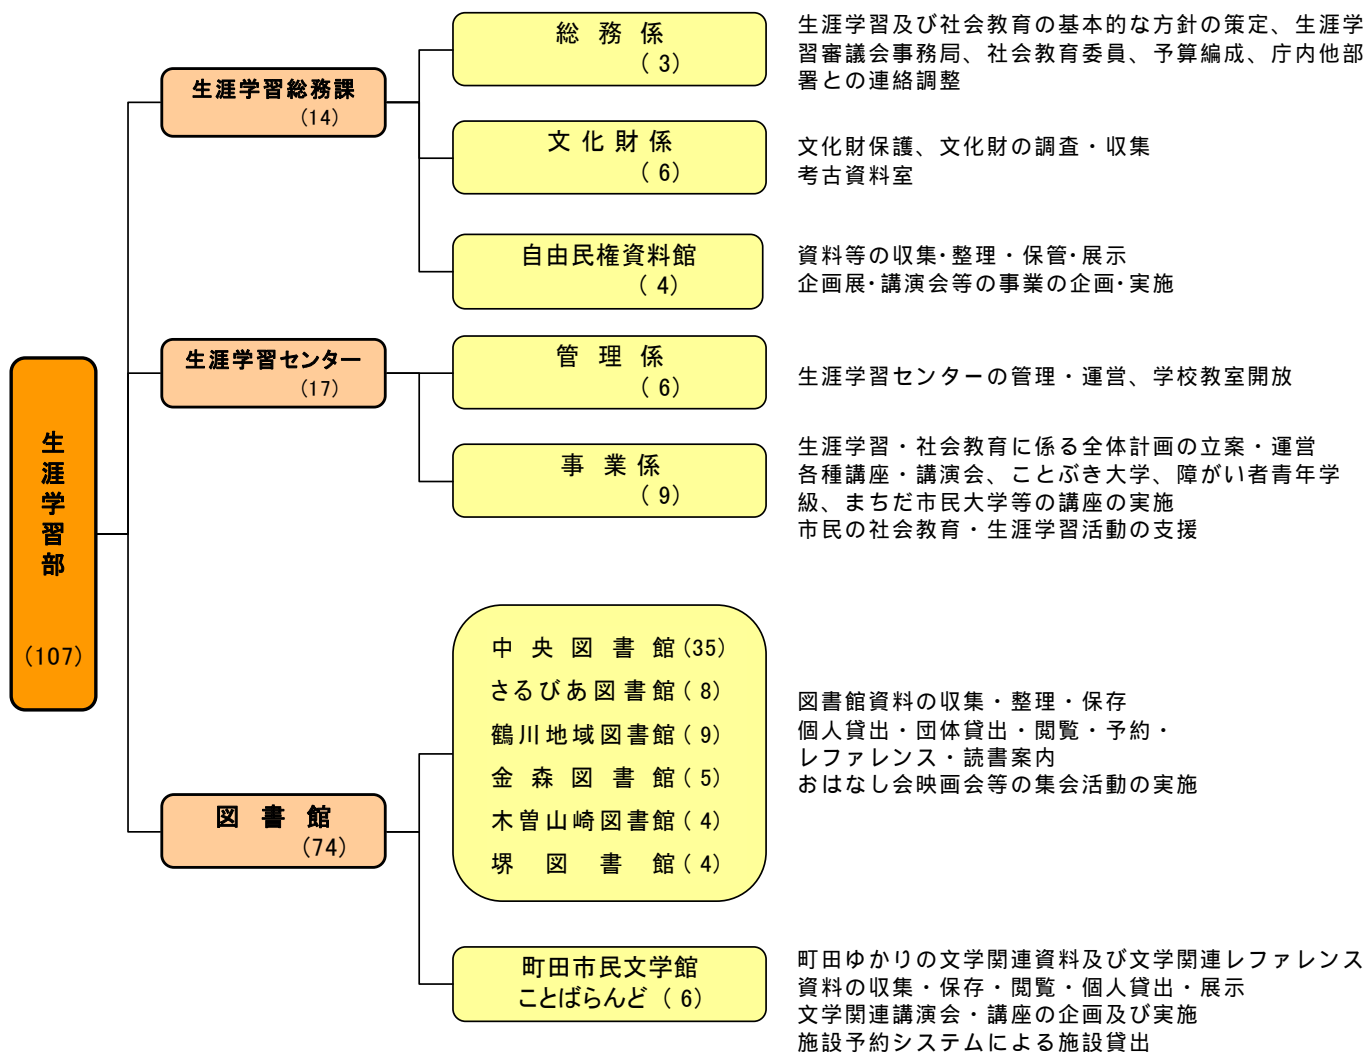 生涯学習部
(107)
生涯学習総務課
(14)
総務係
(3)
生涯学習及び社会教育の基本的な方針の策定、生涯学
習審議会事務局、社会教育委員、予算編成、庁内他部
署との連絡調整
文化財係
(6)
文化財保護、文化財の調査・収集
考古資料室
自由民権資料館
(4)
資料等の収集・整理・保管・展示
企画展・講演会等の事業の企画・実施
生涯学習センター
(17)
管理係
(6)
生涯学習センターの管理・運営、学校教室開放
事業係
(9)
生涯学習・社会教育に係る全体計画の立案・運営
各種講座・講演会、ことぶき大学、障がい者青年学
級、まちだ市民大学等の講座の実施
市民の社会教育・生涯学習活動の支援
図書館
(74)
中央図書館(35)
さるびあ図書館(8)
鶴川地域図書館(9)
金森図書館(5)
木曽山崎図書館(4)
堺図書館(4)
図書館資料の収集・整理・保存
個人貸出・団体貸出・閲覧・予約・
レファレンス・読書案内
おはなし会映画会等の集会活動の実施
町田市民文学館
ことばらんど(6)
町田ゆかりの文学関連資料及び文学関連レファレンス
資料の収集・保存・閲覧・個人貸出・展示
文学関連講演会・講座の企画及び実施
施設予約システムによる施設貸出